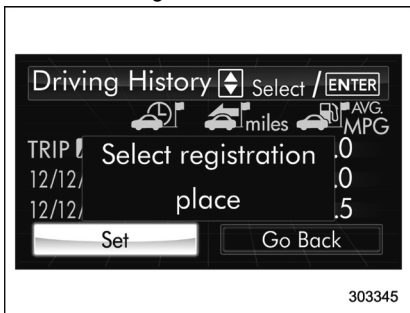 Driving History Select / ENTER
miles AVG. MPG
TRIP .0
Select registration
12/12/ .0
place
12/12/ .5
Set Go Back
303345